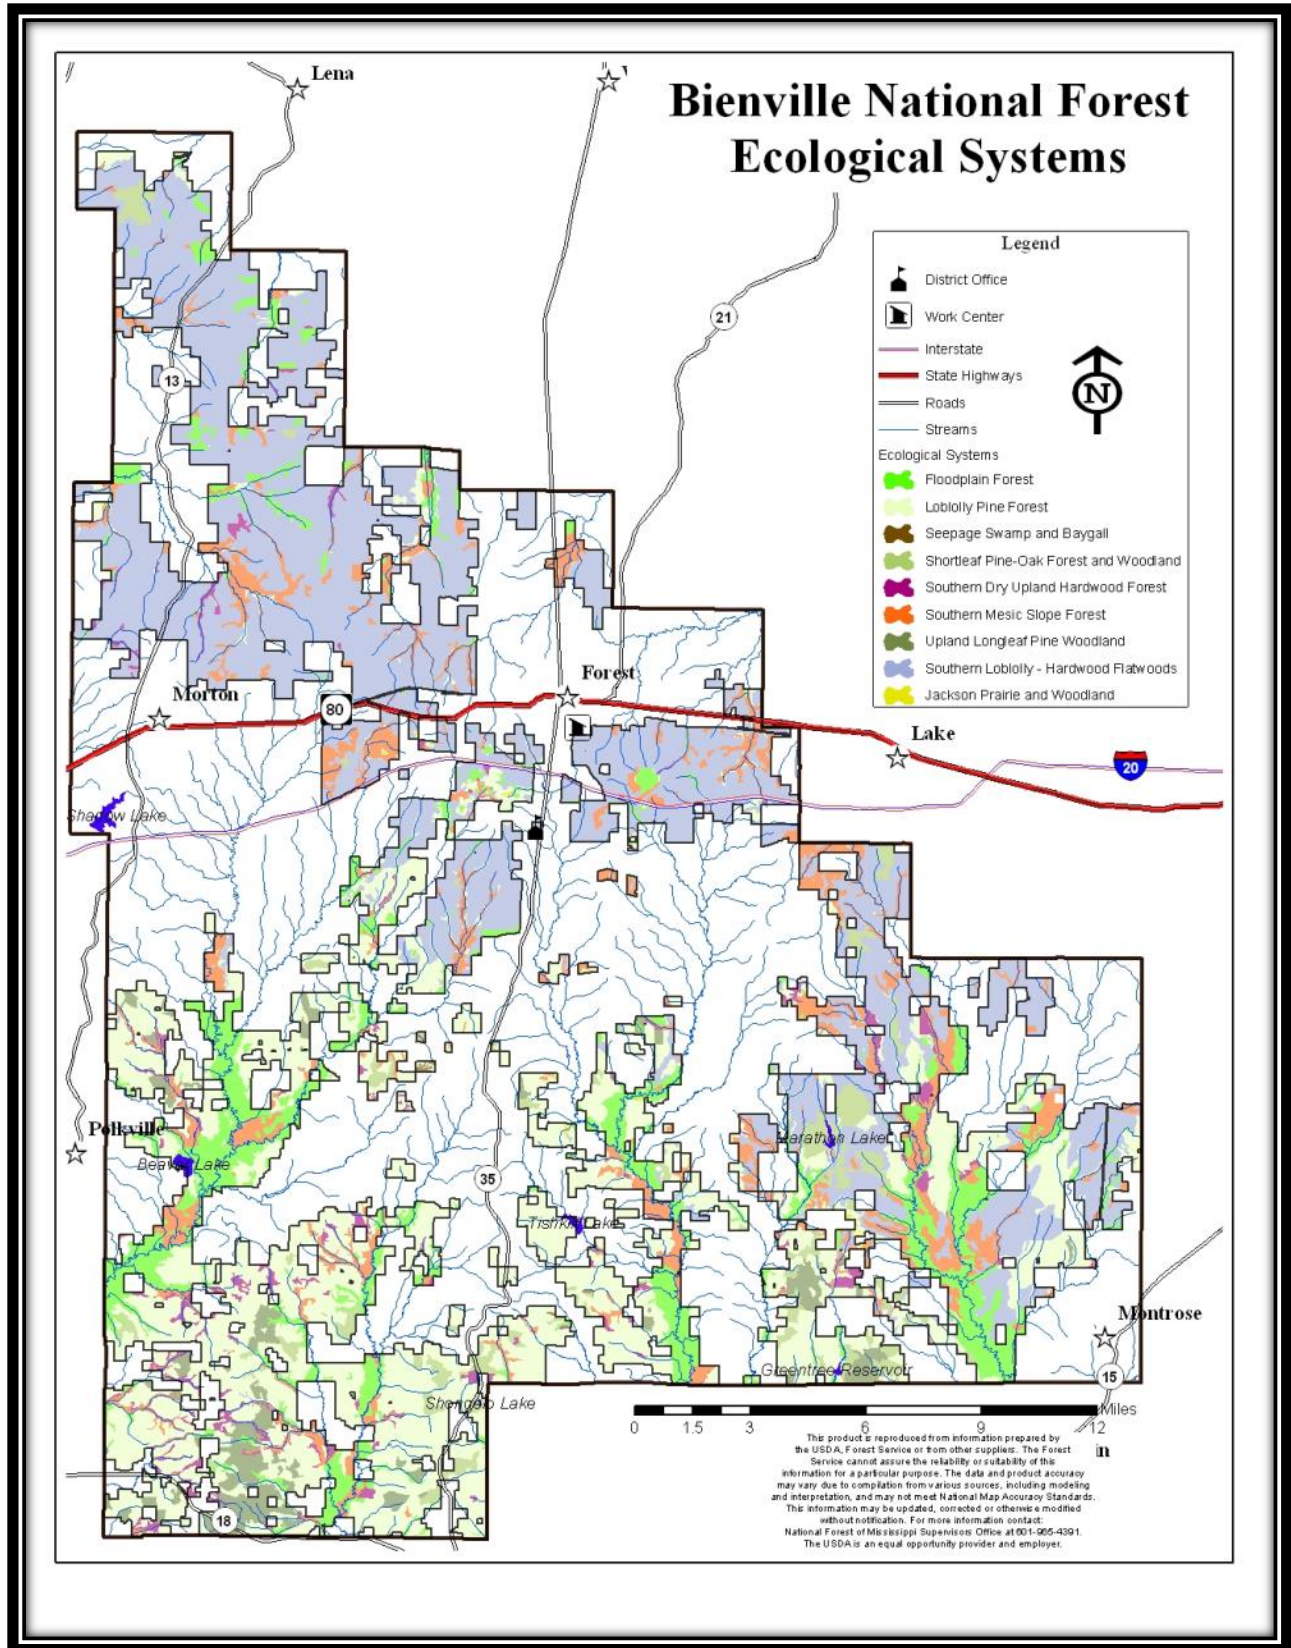 Lena
Bienville National Forest
Ecological Systems
Legend
District Office
Work Center
Interstate
State Highways
Roads
Streams
Ecological Systems
Floodplain Forest
Loblolly Pine Forest
Seepage Swamp and Baygall
Shortleaf Pine-Oak Forest and Woodland
Southern Dry Upland Hardwood Forest
Southern Mesic Slope Forest
Upland Longleaf Pine Woodland
Southern Loblolly - Hardwood Flatwoods
Jackson Prairie and Woodland
N
21
13
Forest
Morton
80
Lake
20
Shadow Lake
Polkville
Beaver Lake
Marathon Lake
35
Tishkill Lake
Montrose
Greentree Reservoir
15
Shongelo Lake
Miles
0 1.5 3 6 9 12
in
This product is reproduced from information prepared by
the USDA, Forest Service or from other suppliers. The Forest
Service cannot assure the reliability or suitability of this
information for a particular purpose. The data and product accuracy
may vary due to compilation from various sources, including modeling
and interpretation, and may not meet National Map Accuracy Standards.
This information may be updated, corrected or otherwise modified
without notification. For more information contact:
National Forest of Mississippi Supervisors Office at 601-965-4391.
The USDA is an equal opportunity provider and employer.
18